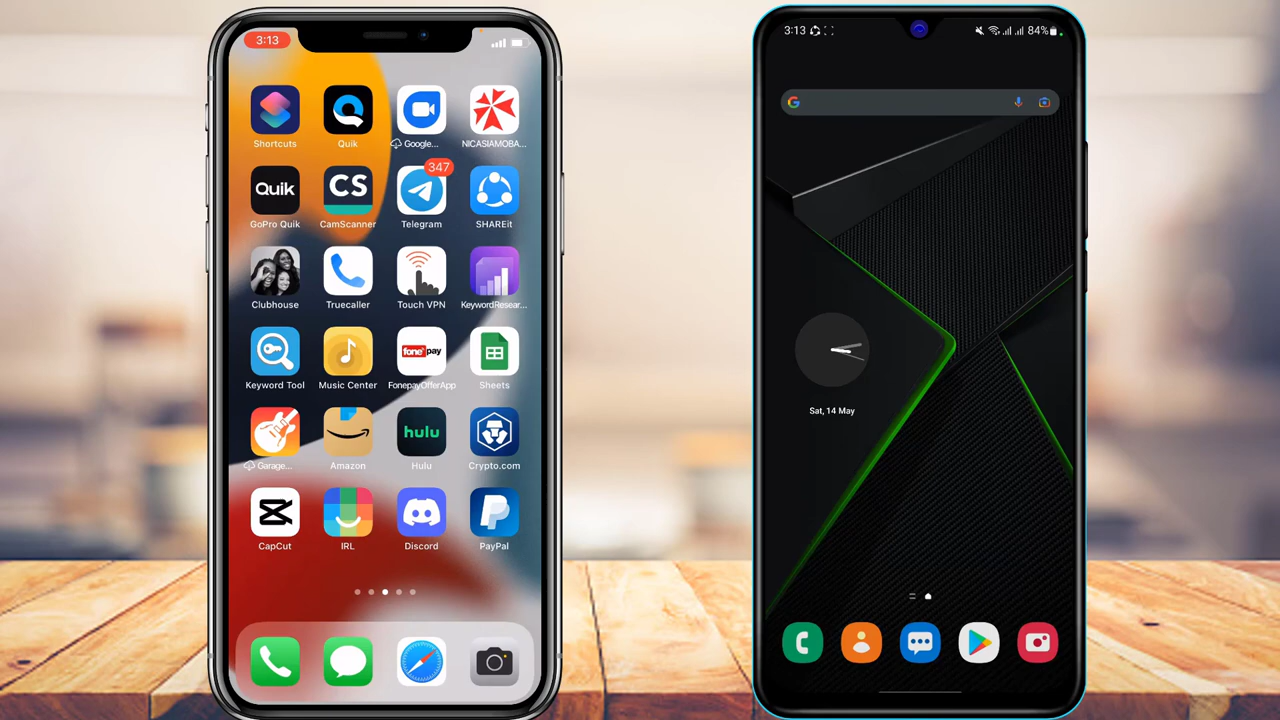 3:13
Shortcuts
Quik
Google...
NICASIAMOBA...
Quik
CS
347
GoPro Quik
CamScanner
Telegram
SHAREit
Clubhouse
Truecaller
Touch VPN
KeywordResear...
fonepay
Keyword Tool
Music Center
FonepayOfferApp
Sheets
hulu
Garage...
Amazon
Hulu
Crypto.com
CapCut
IRL
Discord
PayPal
3:13
84%
G
Sat, 14 May